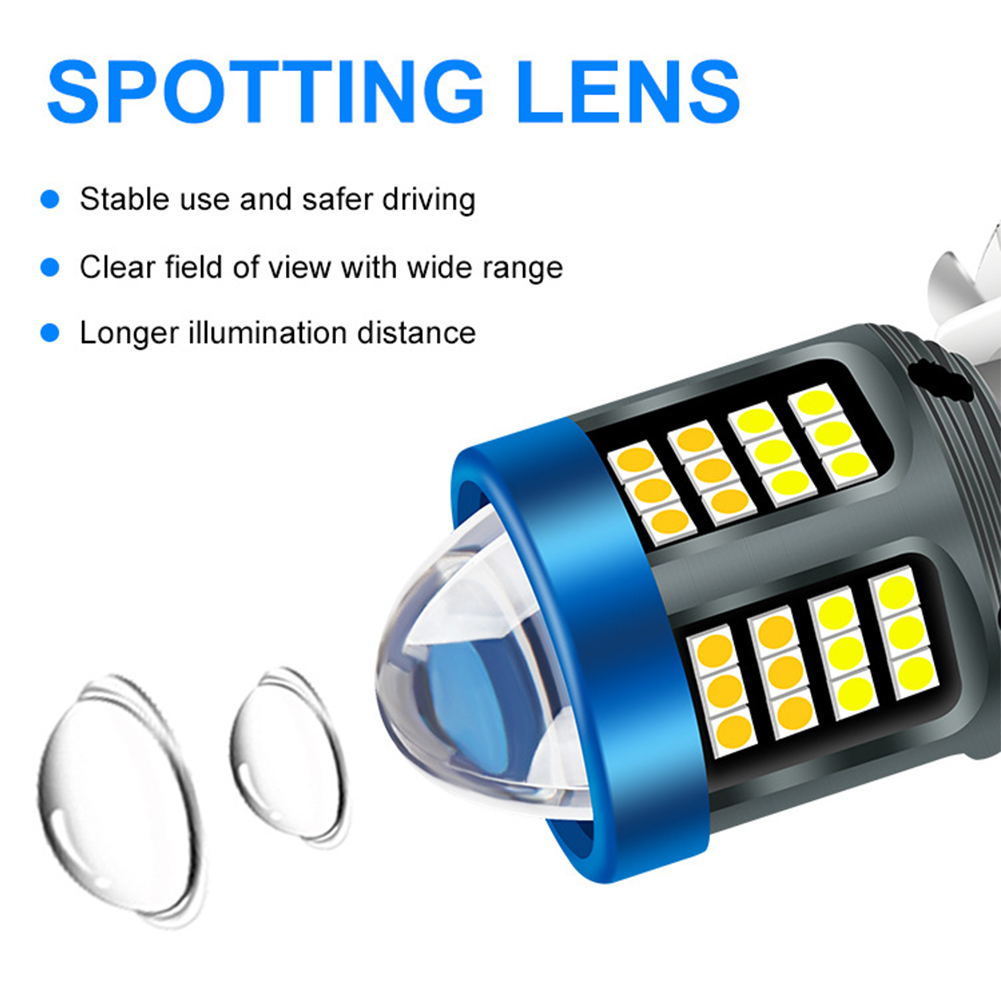 SPOTTING LENS
Stable use and safer driving
Clear field of view with wide range
Longer illumination distance